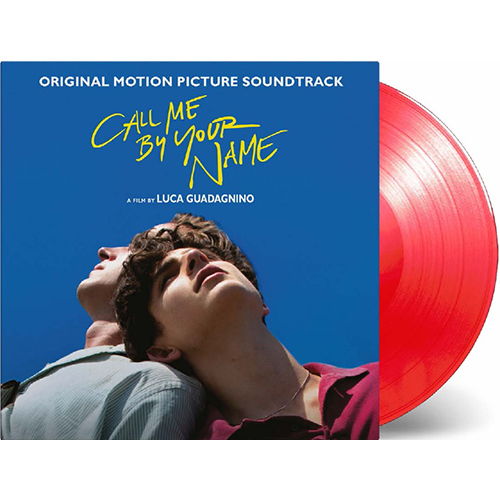 ORIGINAL MOTION PICTURE SOUNDTRACK
CALL ME
BY YOUR
NAME
A FILM BY LUCA GUADAGNINO